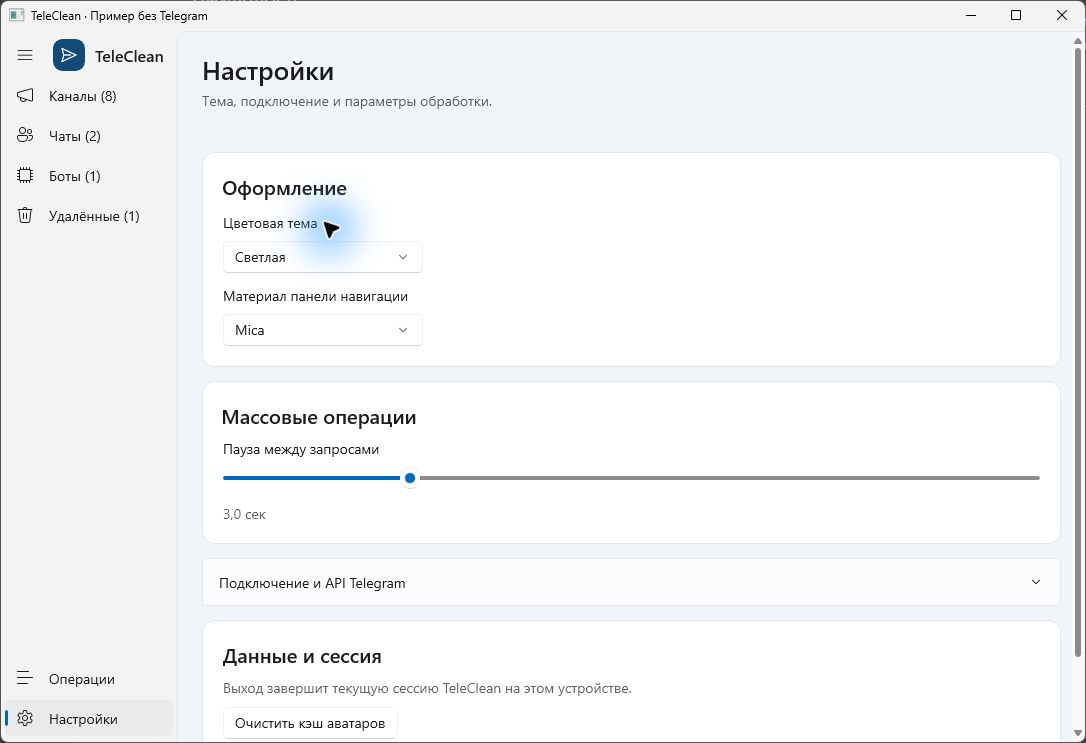 TeleClean · Пример без Telegram
TeleClean
Каналы (8)
Чаты (2)
Боты (1)
Удалённые (1)
Операции
Настройки
Настройки
Тема, подключение и параметры обработки.
Оформление
Цветовая тема
Светлая
Материал панели навигации
Mica
Массовые операции
Пауза между запросами
3,0 сек
Подключение и API Telegram
Данные и сессия
Выход завершит текущую сессию TeleClean на этом устройстве.
Очистить кэш аватаров